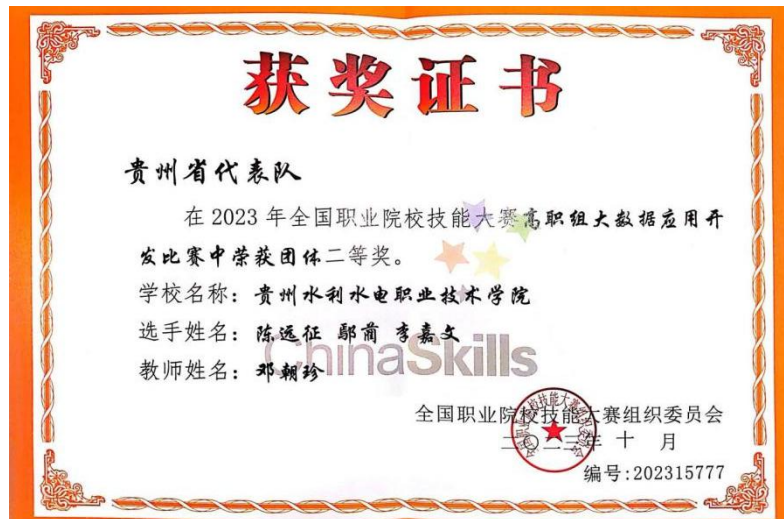 获奖证书
贵州省代表队
在 2023 年全国职业院校技能大赛高职组大数据应用开
发比赛中荣获团体二等奖。
学校名称：贵州水利水电职业技术学院
选手姓名：陈远征 鄢前 李嘉文
教师姓名：邓朝珍
ChinaSkills
全国职业院校技能大赛组织委员会
二〇二三年 十 月
编号:202315777